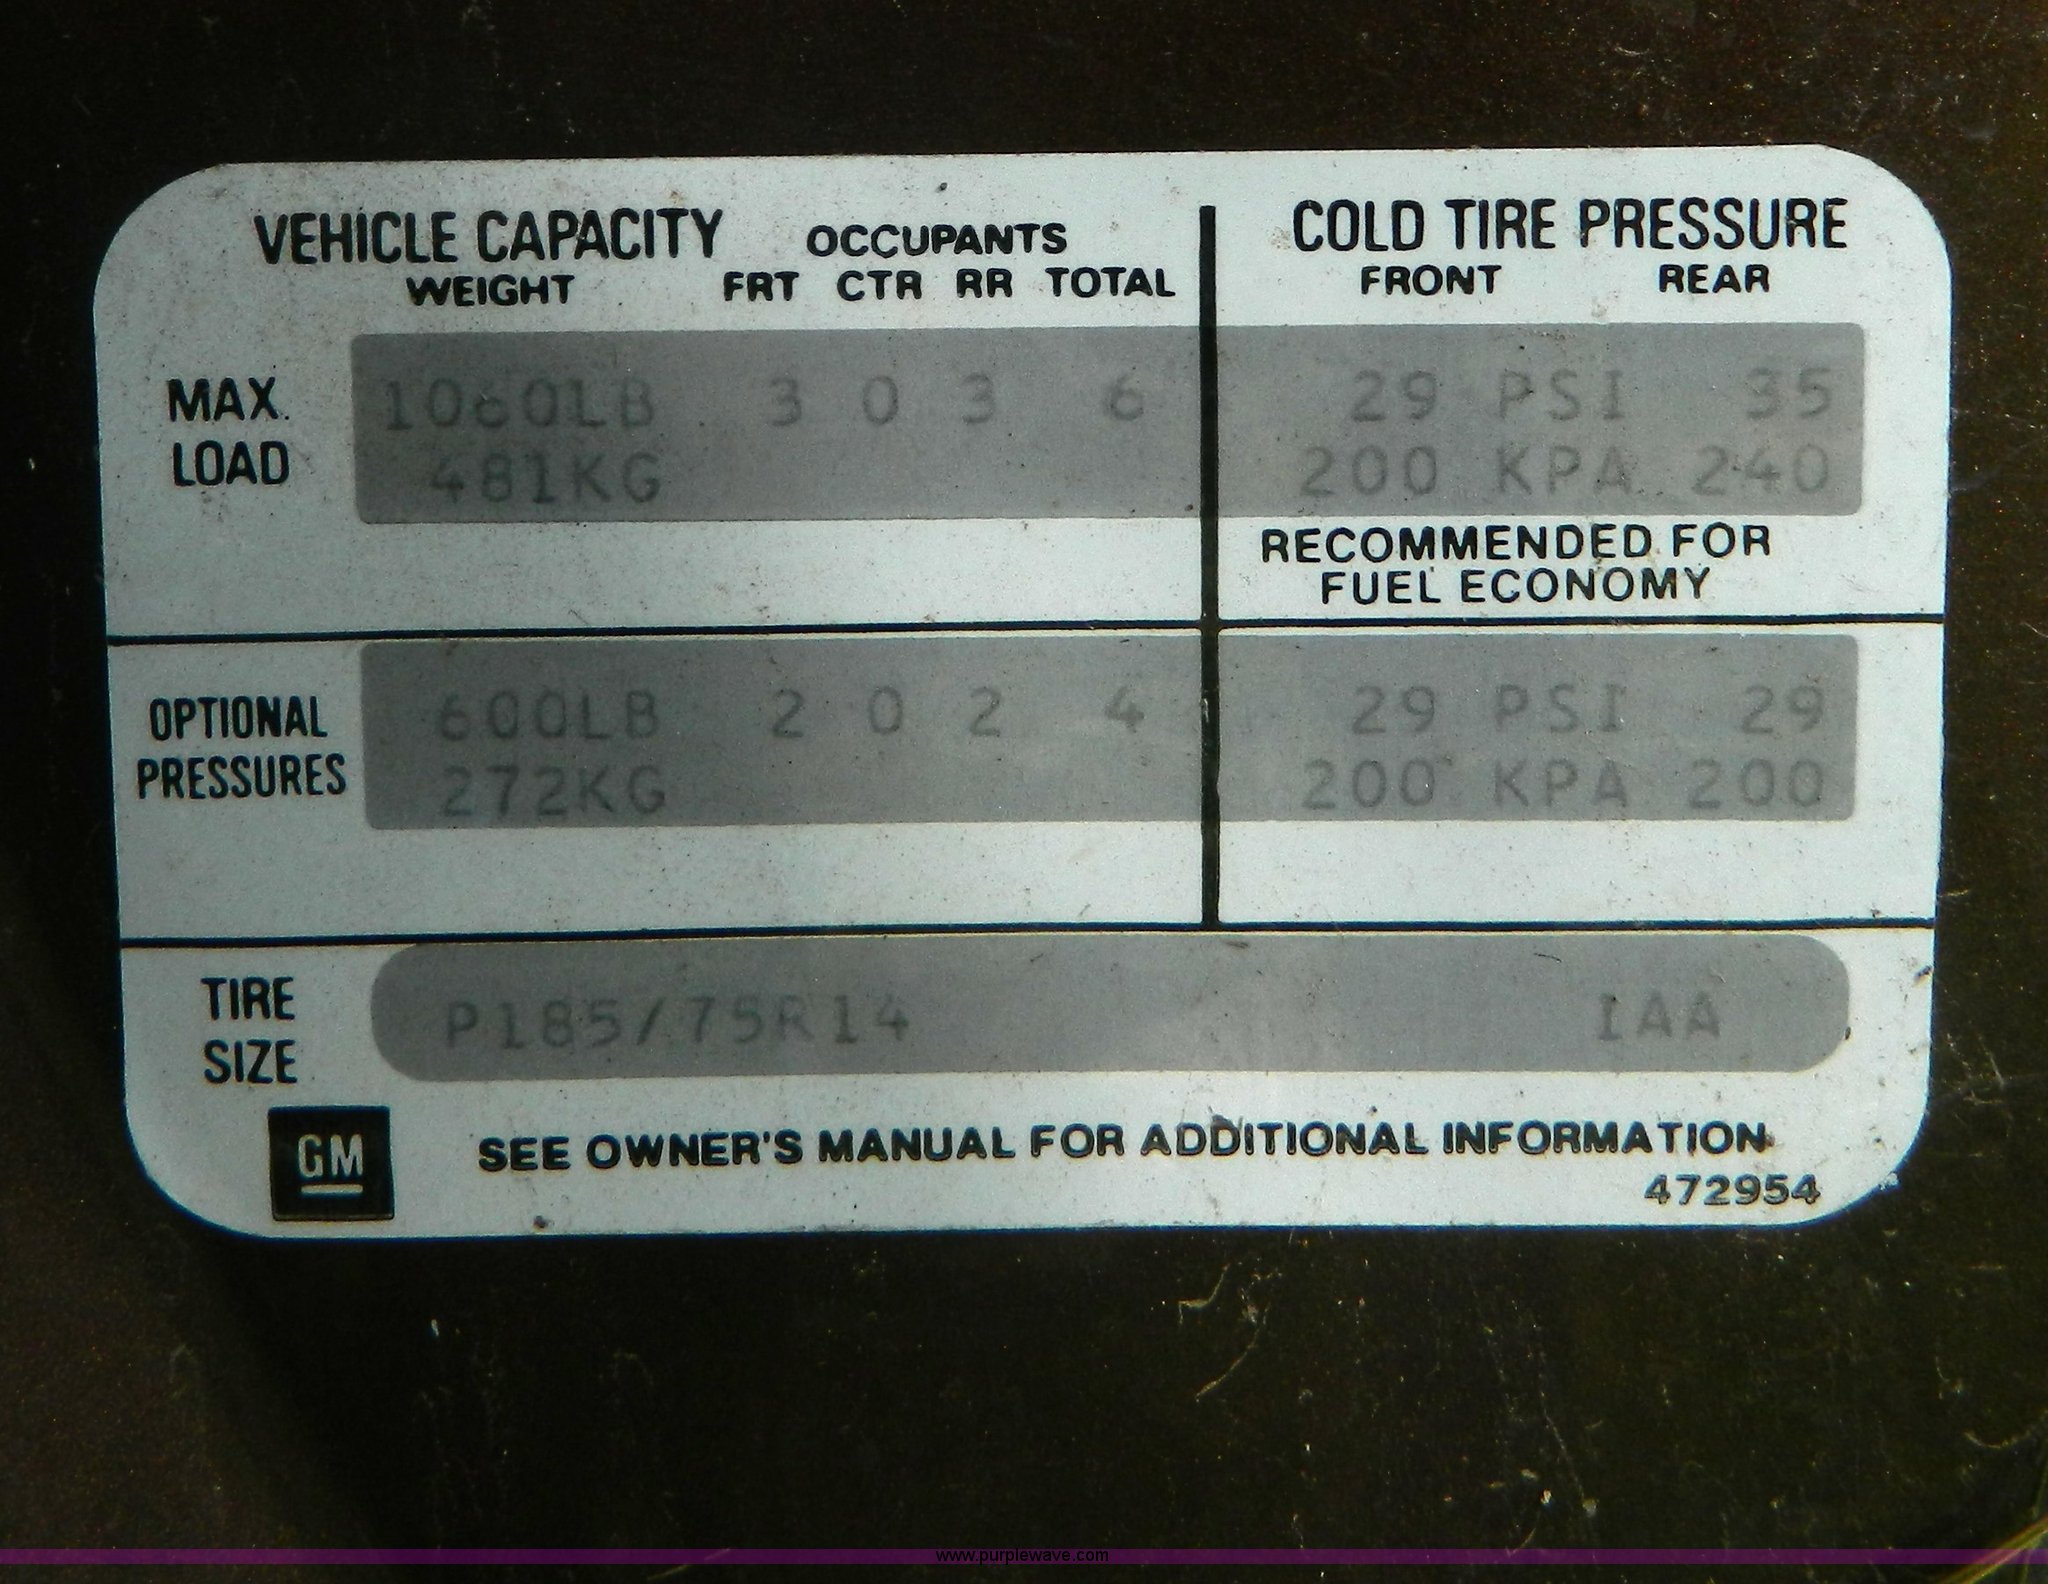 VEHICLE CAPACITY OCCUPANTS COLD TIRE PRESSURE
WEIGHT FRT CTR RR TOTAL FRONT REAR
MAX. LOAD
1060LB 3 0 3 6 29 PSI 35
481KG 200 KPA 240
RECOMMENDED FOR
FUEL ECONOMY
OPTIONAL PRESSURES
600LB 2 0 2 4 29 PSI 29
272KG 200 KPA 200
TIRE SIZE
P185/75R14 IAA
GM
SEE OWNER'S MANUAL FOR ADDITIONAL INFORMATION
472954
www.purplewave.com